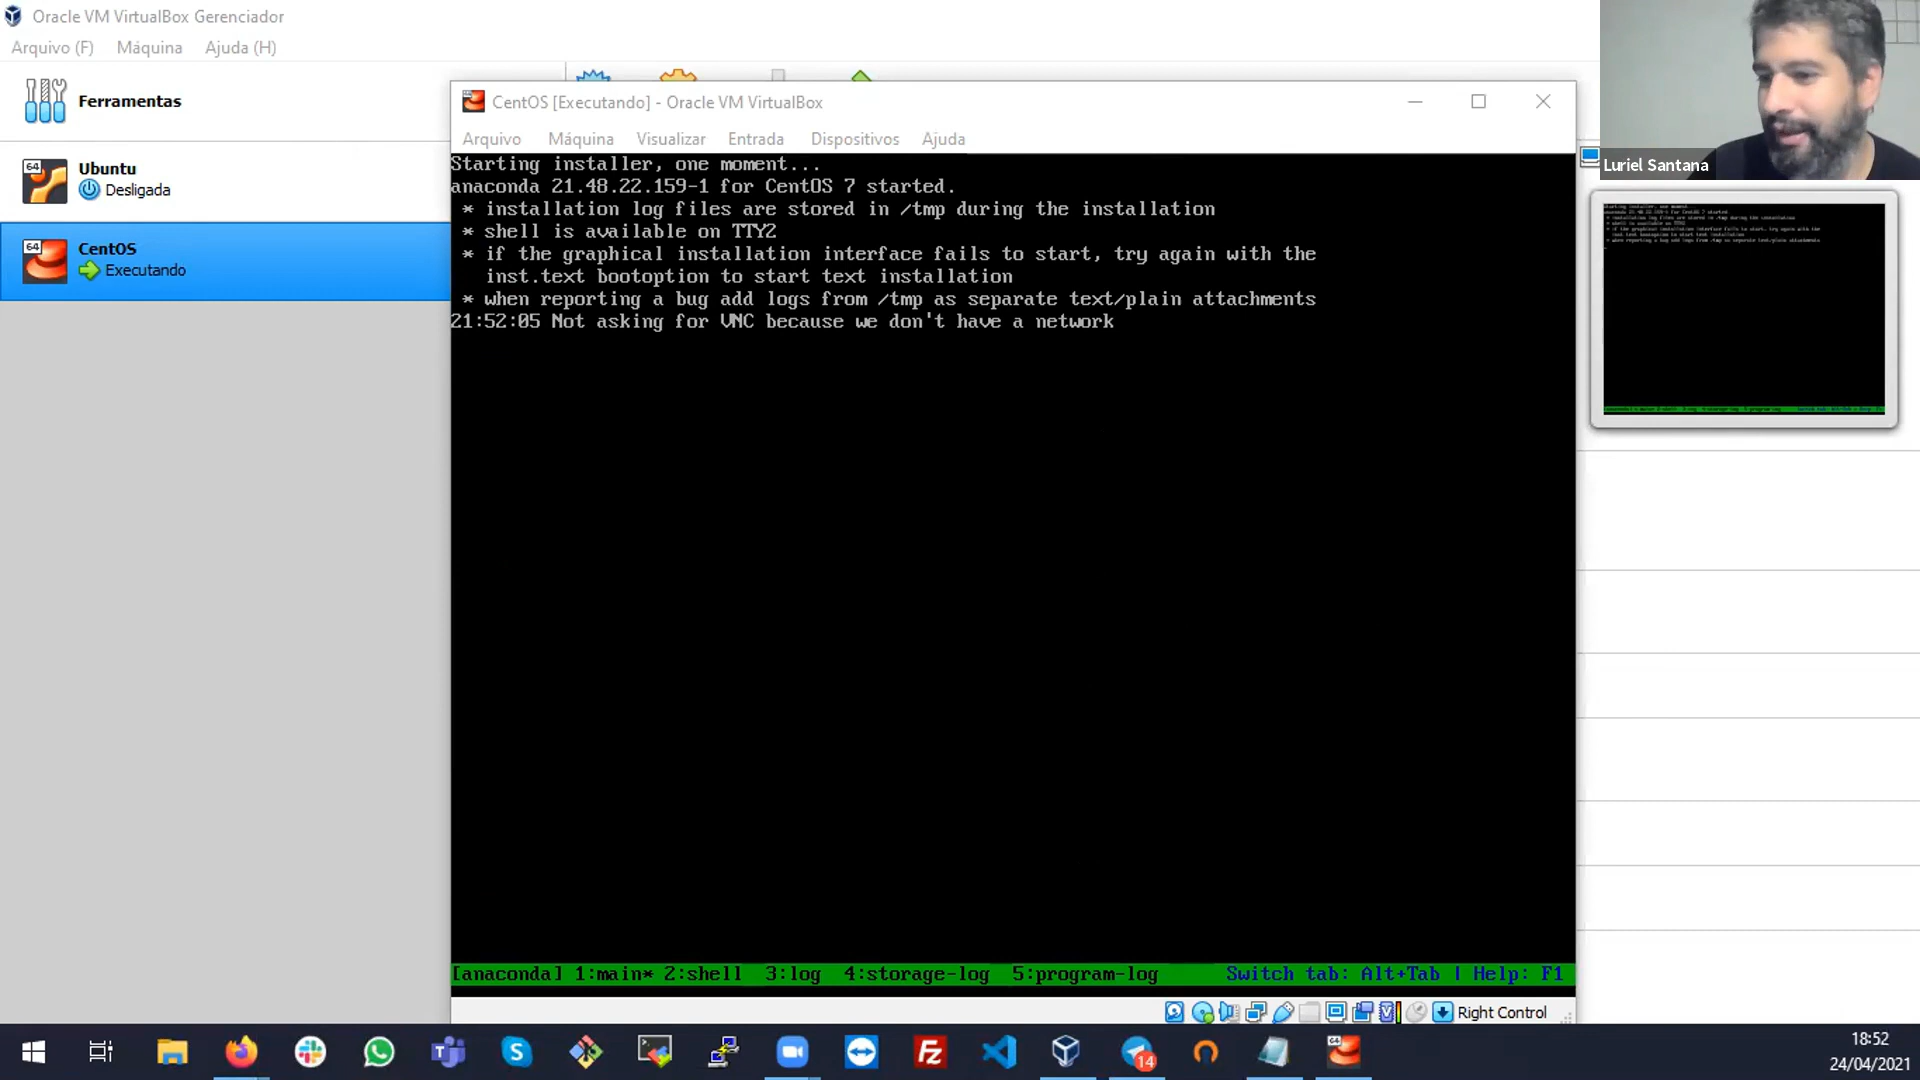 Oracle VM VirtualBox Gerenciador
Arquivo (F) Máquina Ajuda (H)
Ferramentas
64
Ubuntu
Desligada
64
CentOS
Executando
64
CentOS [Executando] - Oracle VM VirtualBox
Arquivo Máquina Visualizar Entrada Dispositivos Ajuda
Starting installer, one moment...
anaconda 21.48.22.159-1 for CentOS 7 started.
* installation log files are stored in /tmp during the installation
* shell is available on TTY2
* if the graphical installation interface fails to start, try again with the
inst.text bootoption to start text installation
* when reporting a bug add logs from /tmp as separate text/plain attachments
21:52:05 Not asking for VNC because we don't have a network
[anaconda] 1:main* 2:shell 3:log 4:storage-log 5:program-log Switch tab: Alt+Tab | Help: F1
Right Control
Luriel Santana
14
64
18:52
24/04/2021